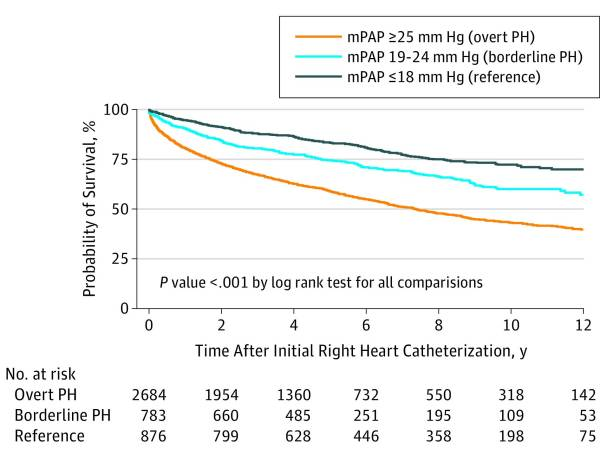 mPAP ≥25 mm Hg (overt PH)
mPAP 19-24 mm Hg (borderline PH)
mPAP ≤18 mm Hg (reference)
100
75
50
25
0
Probability of Survival, %
P value <.001 by log rank test for all comparisions
0 2 4 6 8 10 12
Time After Initial Right Heart Catheterization, y
No. at risk
Overt PH 2684 1954 1360 732 550 318 142
Borderline PH 783 660 485 251 195 109 53
Reference 876 799 628 446 358 198 75